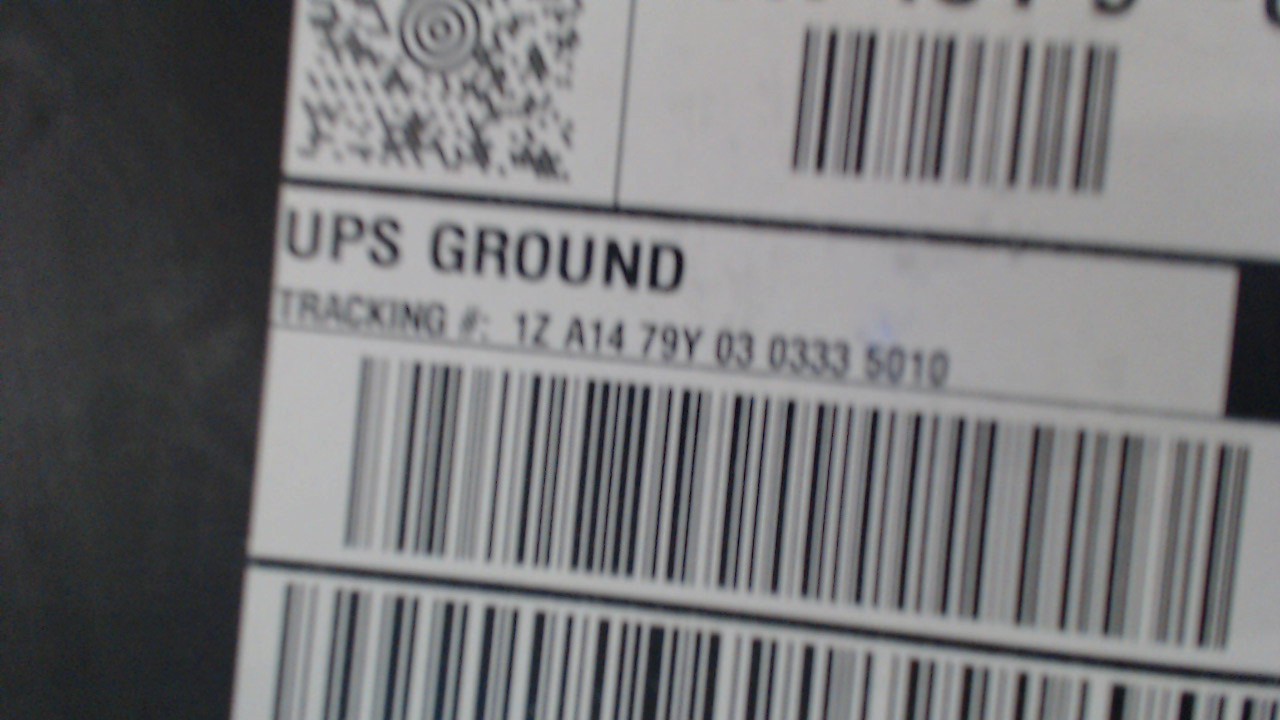 UPS GROUND
TRACKING #: 1Z A14 79Y 03 0333 5010